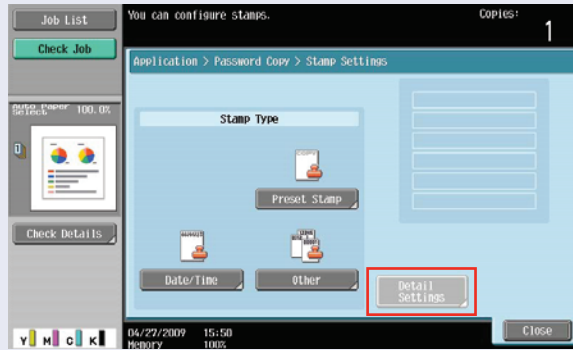 Job List
You can configure stamps.
Copies:
1
Check Job
Application > Password Copy > Stamp Settings
Auto Paper
Select
100.0%
Stamp Type
COPY
Preset Stamp
Check Details
Date/Time
Other
Detail
Settings
Y M C K
04/27/2009 15:50
Memory 100%
Close